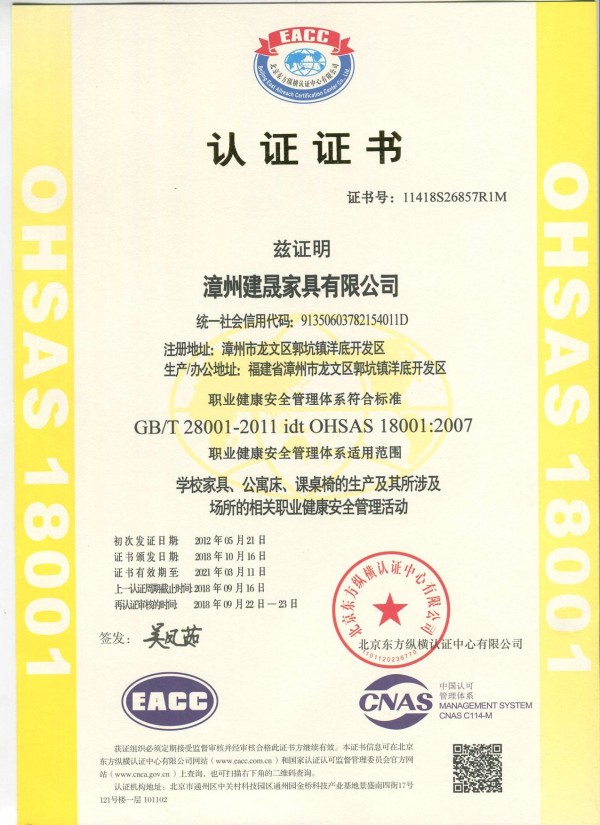 EACC
北京东方纵横认证中心有限公司
Beijing East Allreach Certification Center Co., Ltd.
认证证书
证书号：11418S26857R1M
兹证明
漳州建晟家具有限公司
统一社会信用代码：91350603782154011D
注册地址：漳州市龙文区郭坑镇洋底开发区
生产/办公地址：福建省漳州市龙文区郭坑镇洋底开发区
职业健康安全管理体系符合标准
GB/T 28001-2011 idt OHSAS 18001:2007
职业健康安全管理体系适用范围
学校家具、公寓床、课桌椅的生产及其所涉及
场所的相关职业健康安全管理活动
初次发证日期：2012年05月21日
证书颁发日期：2018年10月16日
证书有效期至：2021年03月11日
上一认证周期截止时间：2018年09月16日
再认证审核的时间：2018年09月22日—23日
签发：吴凤茹
北京东方纵横认证中心有限公司
1101120236770
北京东方纵横认证中心有限公司
EACC
CNAS
中国认可
管理体系
MANAGEMENT SYSTEM
CNAS C114-M
获证组织必须定期接受监督审核并经审核合格此证书方继续有效。本证书信息可在北京
东方纵横认证中心有限公司网站（www.eacc.com.cn）和国家认证认可监督管理委员会官方网
站（www.cnca.gov.cn）上查询，也可扫描右下角的二维码查询。
认证机构地址：北京市通州区中关村科技园区通州园金桥科技产业基地景盛南四街17号
121号楼一层 101102
OHSAS 18001
OHSAS 18001